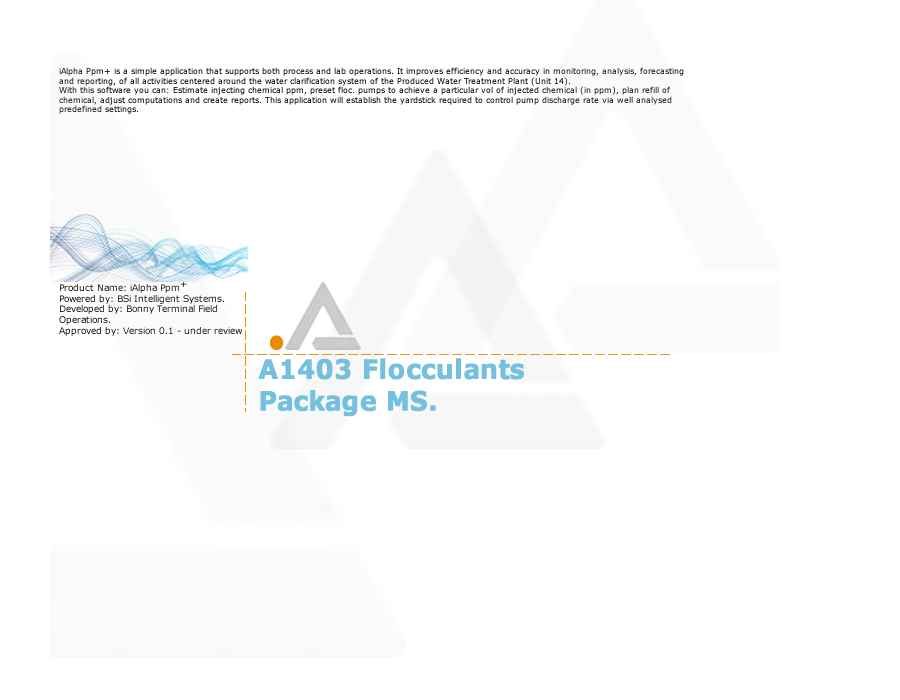 iAlpha Ppm+ is a simple application that supports both process and lab operations. It improves efficiency and accuracy in monitoring, analysis, forecasting
and reporting, of all activities centered around the water clarification system of the Produced Water Treatment Plant (Unit 14).
With this software you can: Estimate injecting chemical ppm, preset floc. pumps to achieve a particular vol of injected chemical (in ppm), plan refill of
chemical, adjust computations and create reports. This application will establish the yardstick required to control pump discharge rate via well analysed
predefined settings.
Product Name: iAlpha Ppm+
Powered by: BSi Intelligent Systems.
Developed by: Bonny Terminal Field
Operations.
Approved by: Version 0.1 - under review
A1403 Flocculants
Package MS.